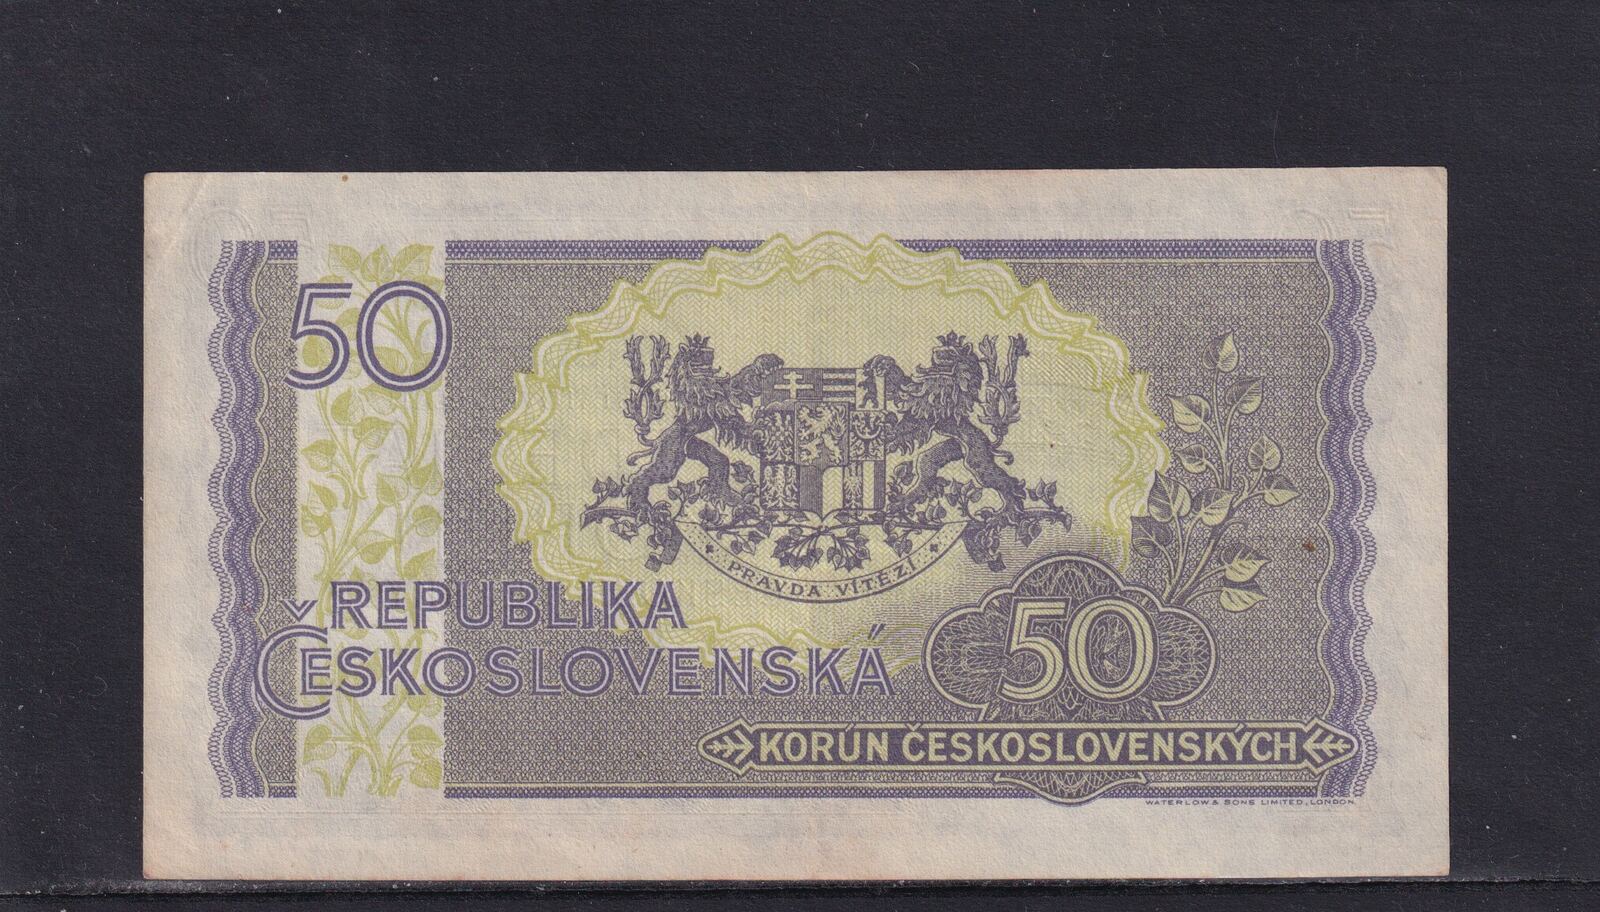 50
PRAVDA VÍTĚZÍ
REPUBLIKA
ČESKOSLOVENSKÁ
50
KORUN ČESKOSLOVENSKÝCH
WATERLOW & SONS LIMITED, LONDON.